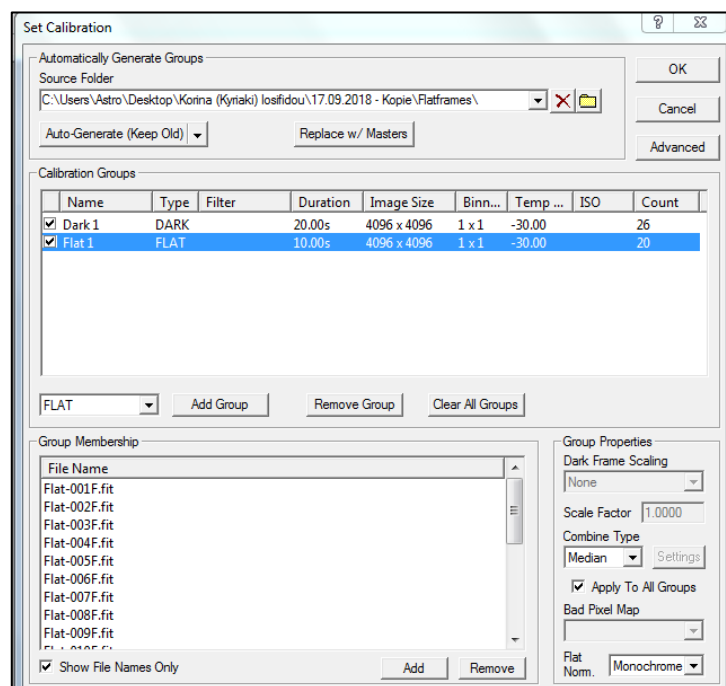 Set Calibration
Automatically Generate Groups
Source Folder
C:\Users\Astro\Desktop\Korina (Kyriaki) Iosifidou\17.09.2018 - Kopie\Flatframes\
Auto-Generate (Keep Old)
Replace w/ Masters
OK
Cancel
Advanced
Calibration Groups
Name Type Filter Duration Image Size Binn... Temp ... ISO Count
Dark 1 DARK 20.00s 4096 x 4096 1 x 1 -30.00 26
Flat 1 FLAT 10.00s 4096 x 4096 1 x 1 -30.00 20
FLAT Add Group Remove Group Clear All Groups
Group Membership
File Name
Flat-001F.fit
Flat-002F.fit
Flat-003F.fit
Flat-004F.fit
Flat-005F.fit
Flat-006F.fit
Flat-007F.fit
Flat-008F.fit
Flat-009F.fit
Show File Names Only Add Remove
Group Properties
Dark Frame Scaling
None
Scale Factor 1.0000
Combine Type
Median Settings
Apply To All Groups
Bad Pixel Map
Flat
Norm. Monochrome